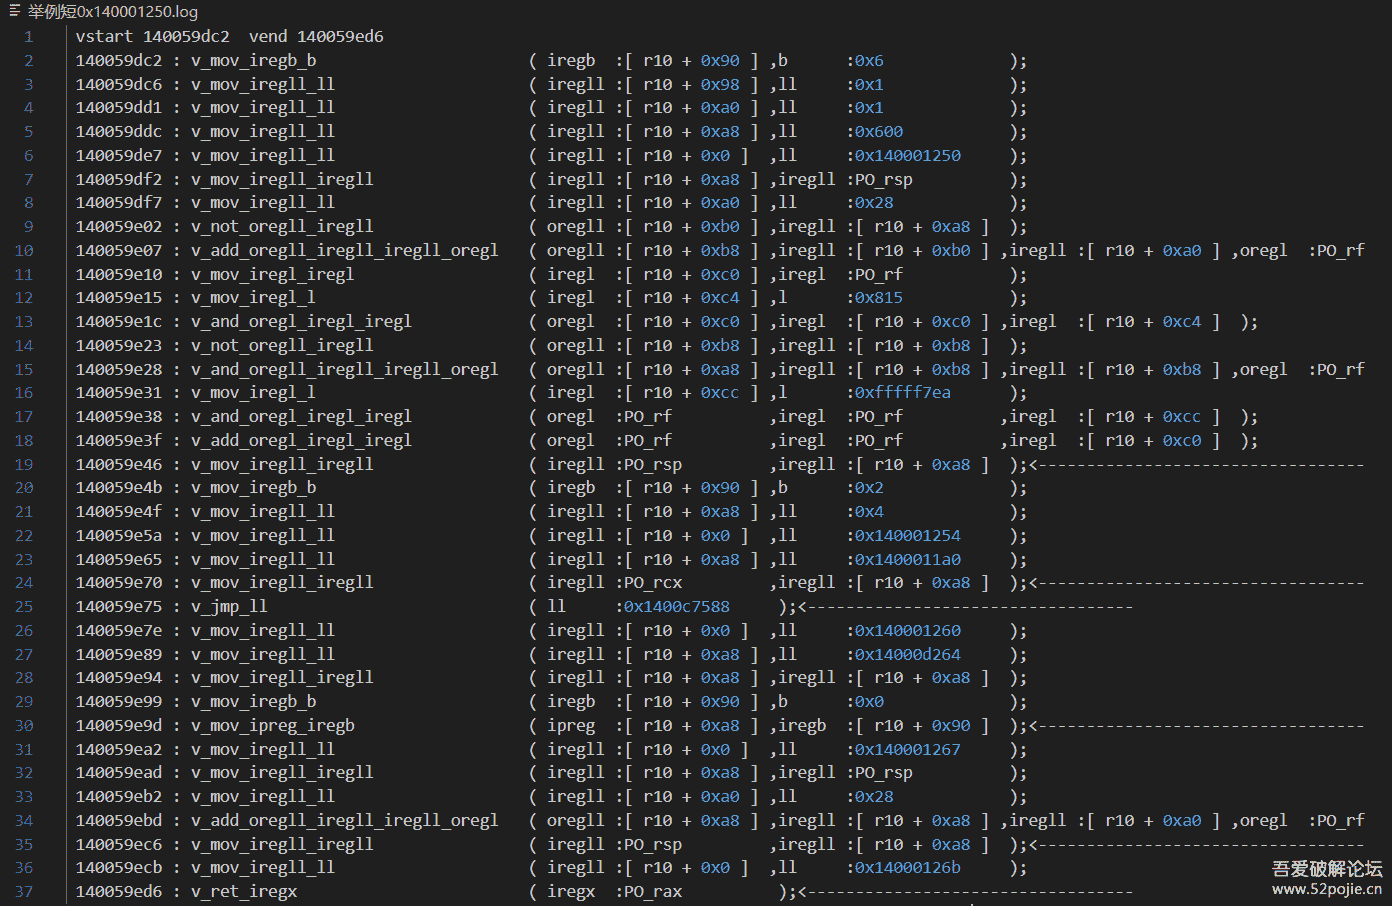 举例短0x140001250.log
1 vstart 140059dc2 vend 140059ed6
2 140059dc2 : v_mov_iregb_b ( iregb :[ r10 + 0x90 ] ,b :0x6 );
3 140059dc6 : v_mov_iregll_ll ( iregll :[ r10 + 0x98 ] ,ll :0x1 );
4 140059dd1 : v_mov_iregll_ll ( iregll :[ r10 + 0xa0 ] ,ll :0x1 );
5 140059ddc : v_mov_iregll_ll ( iregll :[ r10 + 0xa8 ] ,ll :0x600 );
6 140059de7 : v_mov_iregll_ll ( iregll :[ r10 + 0x0 ] ,ll :0x140001250 );
7 140059df2 : v_mov_iregll_iregll ( iregll :[ r10 + 0xa8 ] ,iregll :PO_rsp );
8 140059df7 : v_mov_iregll_ll ( iregll :[ r10 + 0xa0 ] ,ll :0x28 );
9 140059e02 : v_not_oregll_iregll ( oregll :[ r10 + 0xb0 ] ,iregll :[ r10 + 0xa8 ] );
10 140059e07 : v_add_oregll_iregll_iregll_oregl ( oregll :[ r10 + 0xb8 ] ,iregll :[ r10 + 0xb0 ] ,iregll :[ r10 + 0xa0 ] ,oregl :PO_rf
11 140059e10 : v_mov_iregl_iregl ( iregl :[ r10 + 0xc0 ] ,iregl :PO_rf );
12 140059e15 : v_mov_iregl_l ( iregl :[ r10 + 0xc4 ] ,l :0x815 );
13 140059e1c : v_and_oregl_iregl_iregl ( oregl :[ r10 + 0xc0 ] ,iregl :[ r10 + 0xc0 ] ,iregl :[ r10 + 0xc4 ] );
14 140059e23 : v_not_oregll_iregll ( oregll :[ r10 + 0xb8 ] ,iregll :[ r10 + 0xb8 ] );
15 140059e28 : v_and_oregll_iregll_iregll_oregl ( oregll :[ r10 + 0xa8 ] ,iregll :[ r10 + 0xb8 ] ,iregll :[ r10 + 0xb8 ] ,oregl :PO_rf
16 140059e31 : v_mov_iregl_l ( iregl :[ r10 + 0xcc ] ,l :0xfffff7ea );
17 140059e38 : v_and_oregl_iregl_iregl ( oregl :PO_rf ,iregl :PO_rf ,iregl :[ r10 + 0xcc ] );
18 140059e3f : v_add_oregl_iregl_iregl ( oregl :PO_rf ,iregl :PO_rf ,iregl :[ r10 + 0xc0 ] );
19 140059e46 : v_mov_iregll_iregll ( iregll :PO_rsp ,iregll :[ r10 + 0xa8 ] );<----------------------------------
20 140059e4b : v_mov_iregb_b ( iregb :[ r10 + 0x90 ] ,b :0x2 );
21 140059e4f : v_mov_iregll_ll ( iregll :[ r10 + 0xa8 ] ,ll :0x4 );
22 140059e5a : v_mov_iregll_ll ( iregll :[ r10 + 0x0 ] ,ll :0x140001254 );
23 140059e65 : v_mov_iregll_ll ( iregll :[ r10 + 0xa8 ] ,ll :0x1400011a0 );
24 140059e70 : v_mov_iregll_iregll ( iregll :PO_rcx ,iregll :[ r10 + 0xa8 ] );<----------------------------------
25 140059e75 : v_jmp_ll ( ll :0x1400c7588 );<----------------------------------
26 140059e7e : v_mov_iregll_ll ( iregll :[ r10 + 0x0 ] ,ll :0x140001260 );
27 140059e89 : v_mov_iregll_ll ( iregll :[ r10 + 0xa8 ] ,ll :0x14000d264 );
28 140059e94 : v_mov_iregll_iregll ( iregll :[ r10 + 0xa8 ] ,iregll :[ r10 + 0xa8 ] );
29 140059e99 : v_mov_iregb_b ( iregb :[ r10 + 0x90 ] ,b :0x0 );
30 140059e9d : v_mov_ipreg_iregb ( ipreg :[ r10 + 0xa8 ] ,iregb :[ r10 + 0x90 ] );<----------------------------------
31 140059ea2 : v_mov_iregll_ll ( iregll :[ r10 + 0x0 ] ,ll :0x140001267 );
32 140059ead : v_mov_iregll_iregll ( iregll :[ r10 + 0xa8 ] ,iregll :PO_rsp );
33 140059eb2 : v_mov_iregll_ll ( iregll :[ r10 + 0xa0 ] ,ll :0x28 );
34 140059ebd : v_add_oregll_iregll_iregll_oregl ( oregll :[ r10 + 0xa8 ] ,iregll :[ r10 + 0xa8 ] ,iregll :[ r10 + 0xa0 ] ,oregl :PO_rf
35 140059ec6 : v_mov_iregll_iregll ( iregll :PO_rsp ,iregll :[ r10 + 0xa8 ] );<----------------------------------
36 140059ecb : v_mov_iregll_ll ( iregll :[ r10 + 0x0 ] ,ll :0x14000126b );
37 140059ed6 : v_ret_iregx ( iregx :PO_rax );<----------------------------------
吾爱破解论坛
www.52pojie.cn